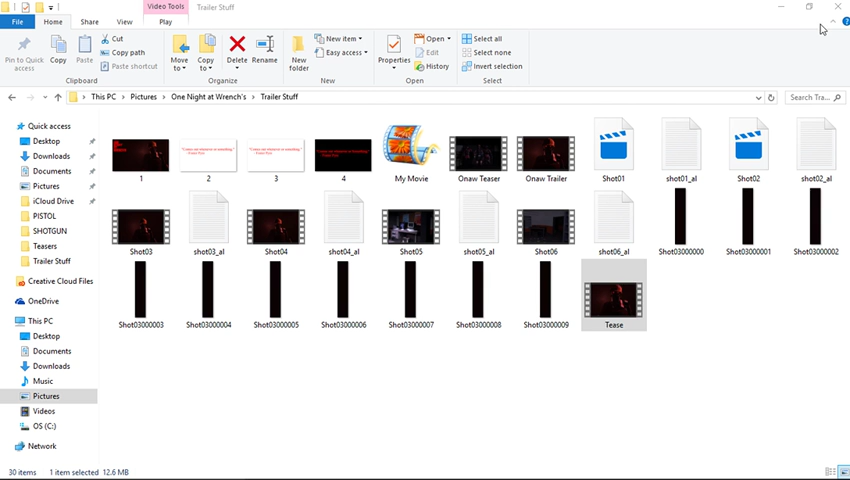 Video Tools
Trailer Stuff
File Home Share View Play
Pin to Quick access
Copy
Paste
Cut
Copy path
Paste shortcut
Clipboard
Move to
Copy to
Delete
Rename
Organize
New folder
New item
Easy access
New
Properties
Open
Edit
History
Open
Select all
Select none
Invert selection
Select
This PC > Pictures > One Night at Wrench's > Trailer Stuff
Search Tra...
Quick access
Desktop
Downloads
Documents
Pictures
iCloud Drive
PISTOL
SHOTGUN
Teasers
Trailer Stuff
Creative Cloud Files
OneDrive
This PC
Desktop
Documents
Downloads
Music
Pictures
Videos
OS (C:)
Network
1 2 3 4 My Movie Onaw Teaser Onaw Trailer Shot01 shot01_al Shot02 shot02_al
Shot03 shot03_al Shot04 shot04_al Shot05 shot05_al Shot06 shot06_al Shot03000000 Shot03000001 Shot03000002
Shot03000003 Shot03000004 Shot03000005 Shot03000006 Shot03000007 Shot03000008 Shot03000009 Tease
30 items 1 item selected 12.6 MB